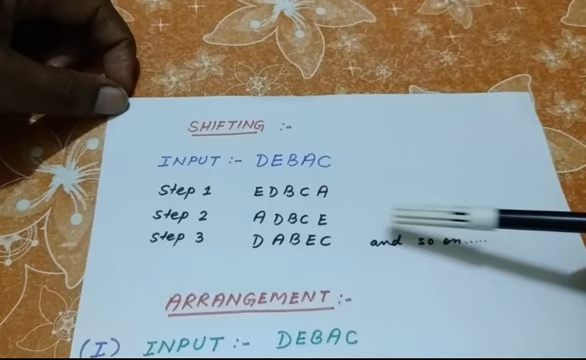 SHIFTING :-
INPUT :- DEBAC
Step 1 EDBCA
Step 2 ADBCE
Step 3 DABEC and so on.....
ARRANGEMENT :-
(I) INPUT :- DEBAC